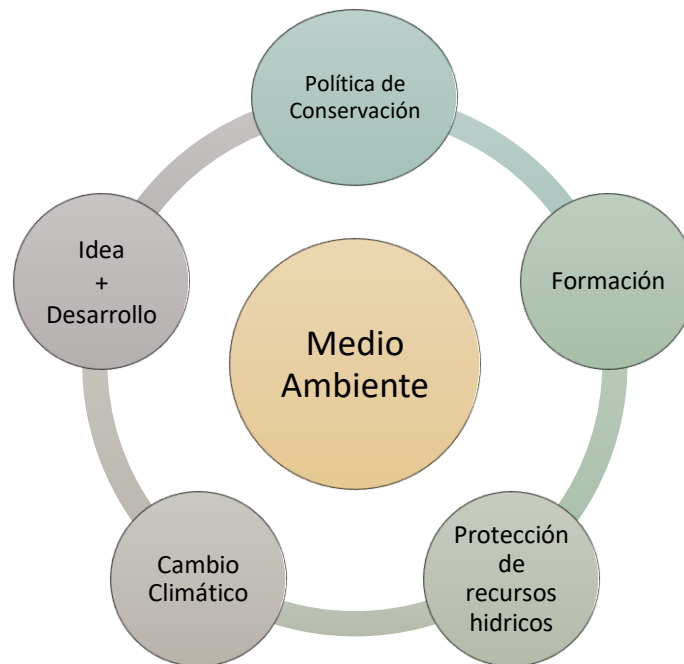 Política de
Conservación
Formación
Protección
de
recursos
hidricos
Cambio
Climático
Idea
+
Desarrollo
Medio
Ambiente